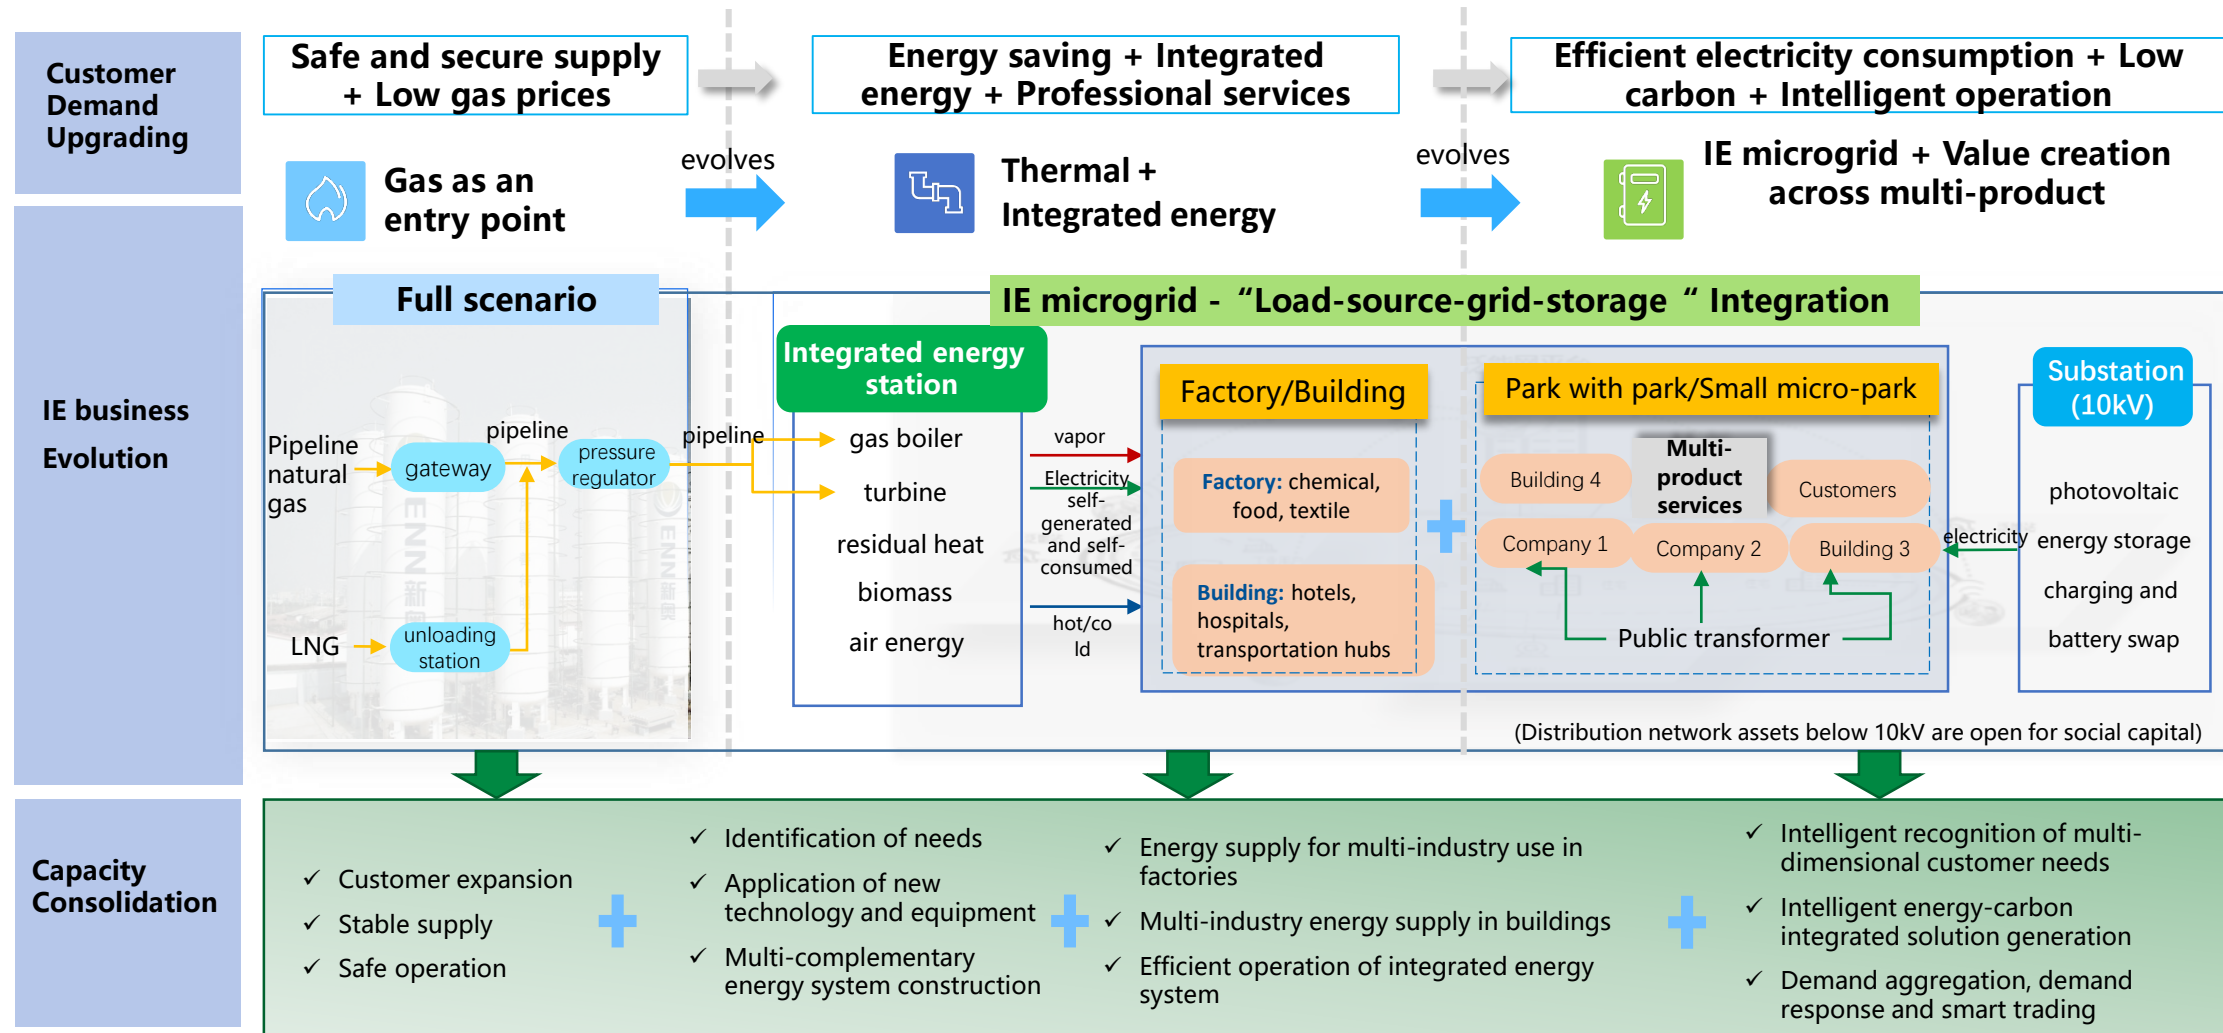 Customer
Demand
Upgrading
Safe and secure supply
+ Low gas prices
Energy saving + Integrated
energy + Professional services
Efficient electricity consumption + Low
carbon + Intelligent operation
Gas as an
entry point
evolves
Thermal +
Integrated energy
evolves
IE microgrid + Value creation
across multi-product
IE business
Evolution
Full scenario
IE microgrid - “Load-source-grid-storage “ Integration
Pipeline
natural
gas
gateway
pipeline
pressure
regulator
pipeline
LNG
unloading
station
ENN新奥
ENN新奥
Integrated energy
station
gas boiler
turbine
residual heat
biomass
air energy
vapor
Electricity
self-
generated
and self-
consumed
hot/co
ld
Factory/Building
Factory: chemical,
food, textile
Building: hotels,
hospitals,
transportation hubs
Park with park/Small micro-park
Building 4
Multi-
product
services
Customers
Company 1
Company 2
Building 3
Public transformer
electricity
Substation
(10kV)
photovoltaic
energy storage
charging and
battery swap
(Distribution network assets below 10kV are open for social capital)
Capacity
Consolidation
✓ Customer expansion
✓ Stable supply
✓ Safe operation
✓ Identification of needs
✓ Application of new
technology and equipment
✓ Multi-complementary
energy system construction
✓ Energy supply for multi-industry use in
factories
✓ Multi-industry energy supply in buildings
✓ Efficient operation of integrated energy
system
✓ Intelligent recognition of multi-
dimensional customer needs
✓ Intelligent energy-carbon
integrated solution generation
✓ Demand aggregation, demand
response and smart trading